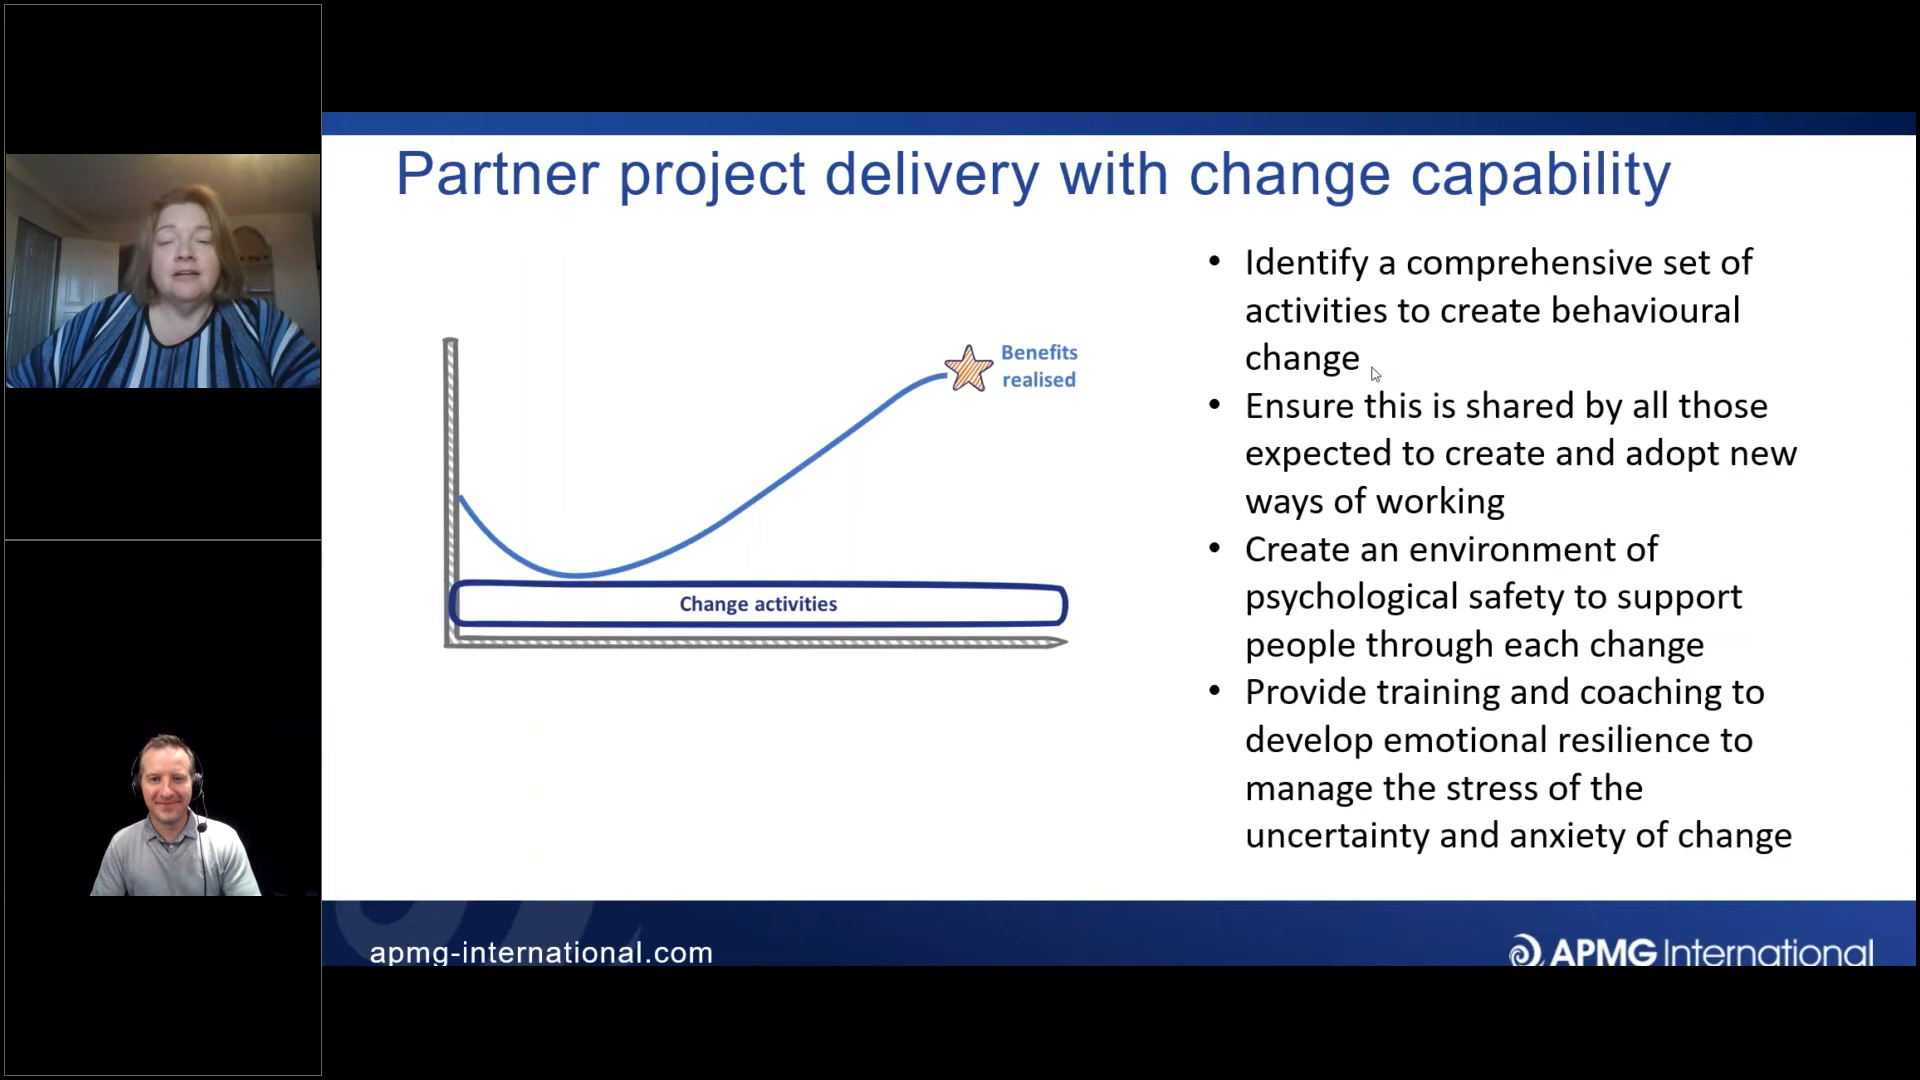 Partner project delivery with change capability
Benefits
realised
Change activities
• Identify a comprehensive set of
activities to create behavioural
change
• Ensure this is shared by all those
expected to create and adopt new
ways of working
• Create an environment of
psychological safety to support
people through each change
• Provide training and coaching to
develop emotional resilience to
manage the stress of the
uncertainty and anxiety of change
apmg-international.com
APMG International